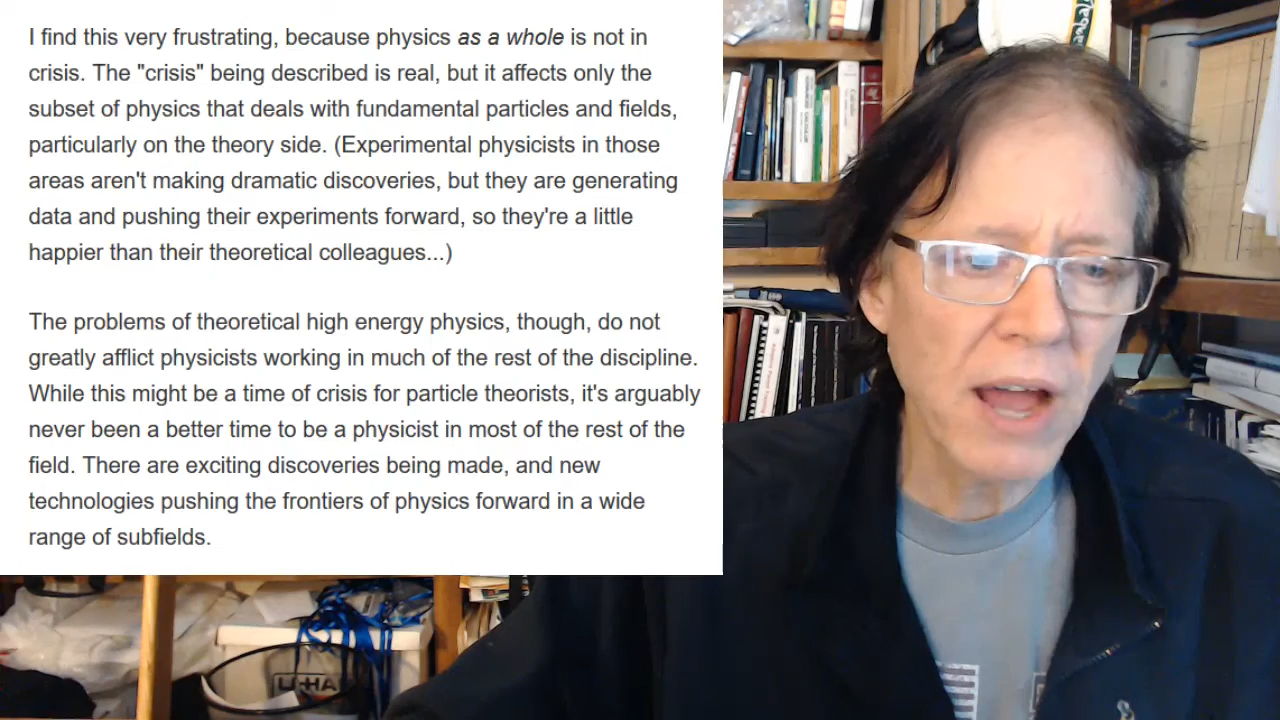 I find this very frustrating, because physics as a whole is not in
crisis. The "crisis" being described is real, but it affects only the
subset of physics that deals with fundamental particles and fields,
particularly on the theory side. (Experimental physicists in those
areas aren't making dramatic discoveries, but they are generating
data and pushing their experiments forward, so they're a little
happier than their theoretical colleagues...)
The problems of theoretical high energy physics, though, do not
greatly afflict physicists working in much of the rest of the discipline.
While this might be a time of crisis for particle theorists, it's arguably
never been a better time to be a physicist in most of the rest of the
field. There are exciting discoveries being made, and new
technologies pushing the frontiers of physics forward in a wide
range of subfields.